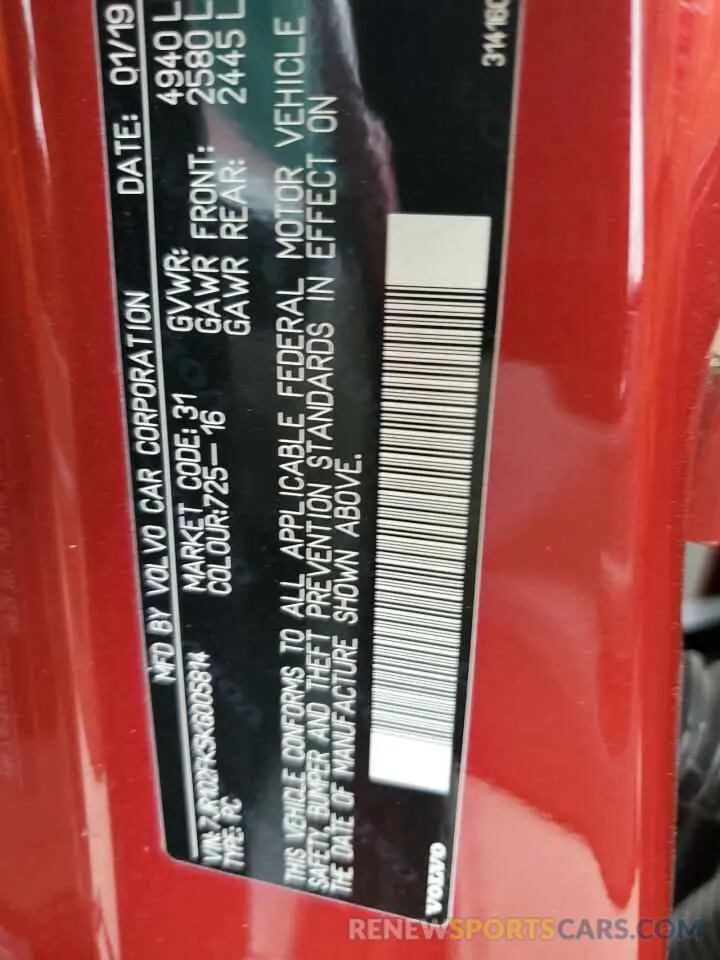 MFD BY VOLVO CAR CORPORATION DATE: 01/19
GVWR: 4940 L
MARKET CODE: 31 GAWR FRONT: 2580 L
COLOUR: 725-16 GAWR REAR: 2445 L
VIN: 7JR102FKSKG005814
TYPE: PC
THIS VEHICLE CONFORMS TO ALL APPLICABLE FEDERAL MOTOR VEHICLE
SAFETY, BUMPER AND THEFT PREVENTION STANDARDS IN EFFECT ON
THE DATE OF MANUFACTURE SHOWN ABOVE.
VOLVO
RENEWSPORTSCARS.COM